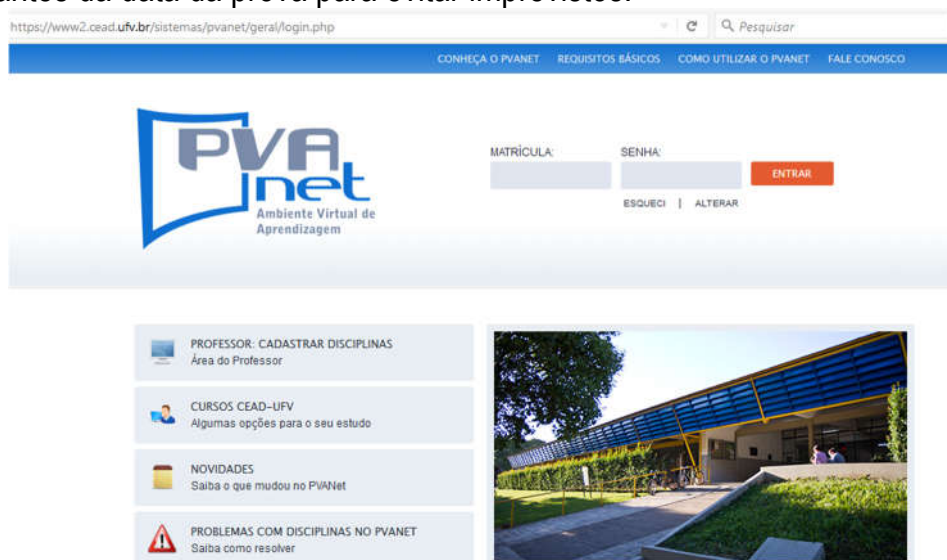 antes da data da prova para evitar imprevistos.
https://www2.cead.ufv.br/sistemas/pvanet/geral/login.php
Pesquisar
CONHEÇA O PVANET REQUISITOS BÁSICOS COMO UTILIZAR O PVANET FALE CONOSCO
PVA
net
Ambiente Virtual de
Aprendizagem
MATRÍCULA: SENHA:
ENTRAR
ESQUECI | ALTERAR
PROFESSOR: CADASTRAR DISCIPLINAS
Área do Professor
CURSOS CEAD-UFV
Algumas opções para o seu estudo
NOVIDADES
Saiba o que mudou no PVANet
PROBLEMAS COM DISCIPLINAS NO PVANET
Saiba como resolver